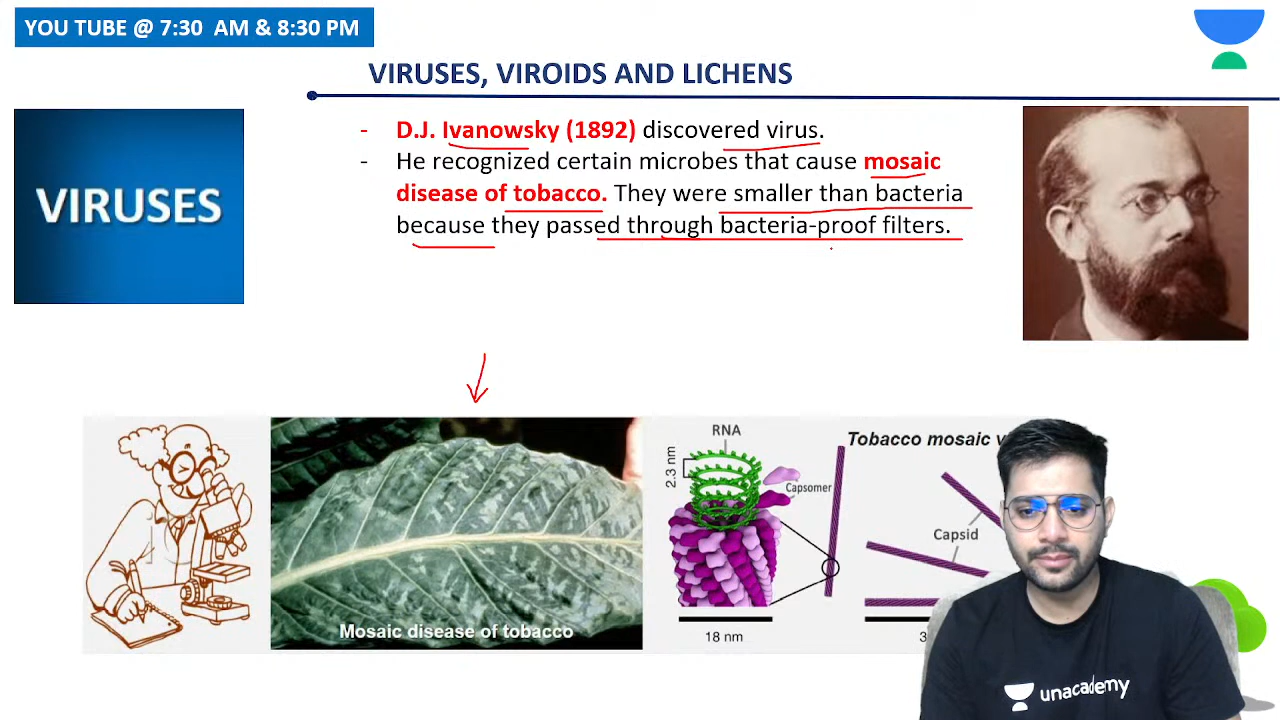 YOU TUBE @ 7:30 AM & 8:30 PM
VIRUSES, VIROIDS AND LICHENS
VIRUSES
- D.J. Ivanowsky (1892) discovered virus.
- He recognized certain microbes that cause mosaic
disease of tobacco. They were smaller than bacteria
because they passed through bacteria-proof filters.
Mosaic disease of tobacco
RNA
2.3 nm
Capsomer
18 nm
Tobacco mosaic
Capsid
unacademy